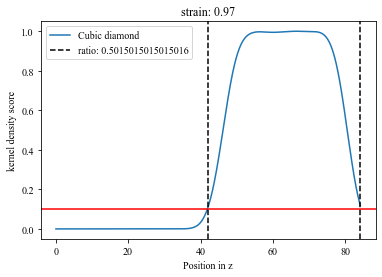 strain: 0.97
Cubic diamond
ratio: 0.5015015015015016
kernel density score
1.0
0.8
0.6
0.4
0.2
0.0
0
20
40
60
80
Position in z